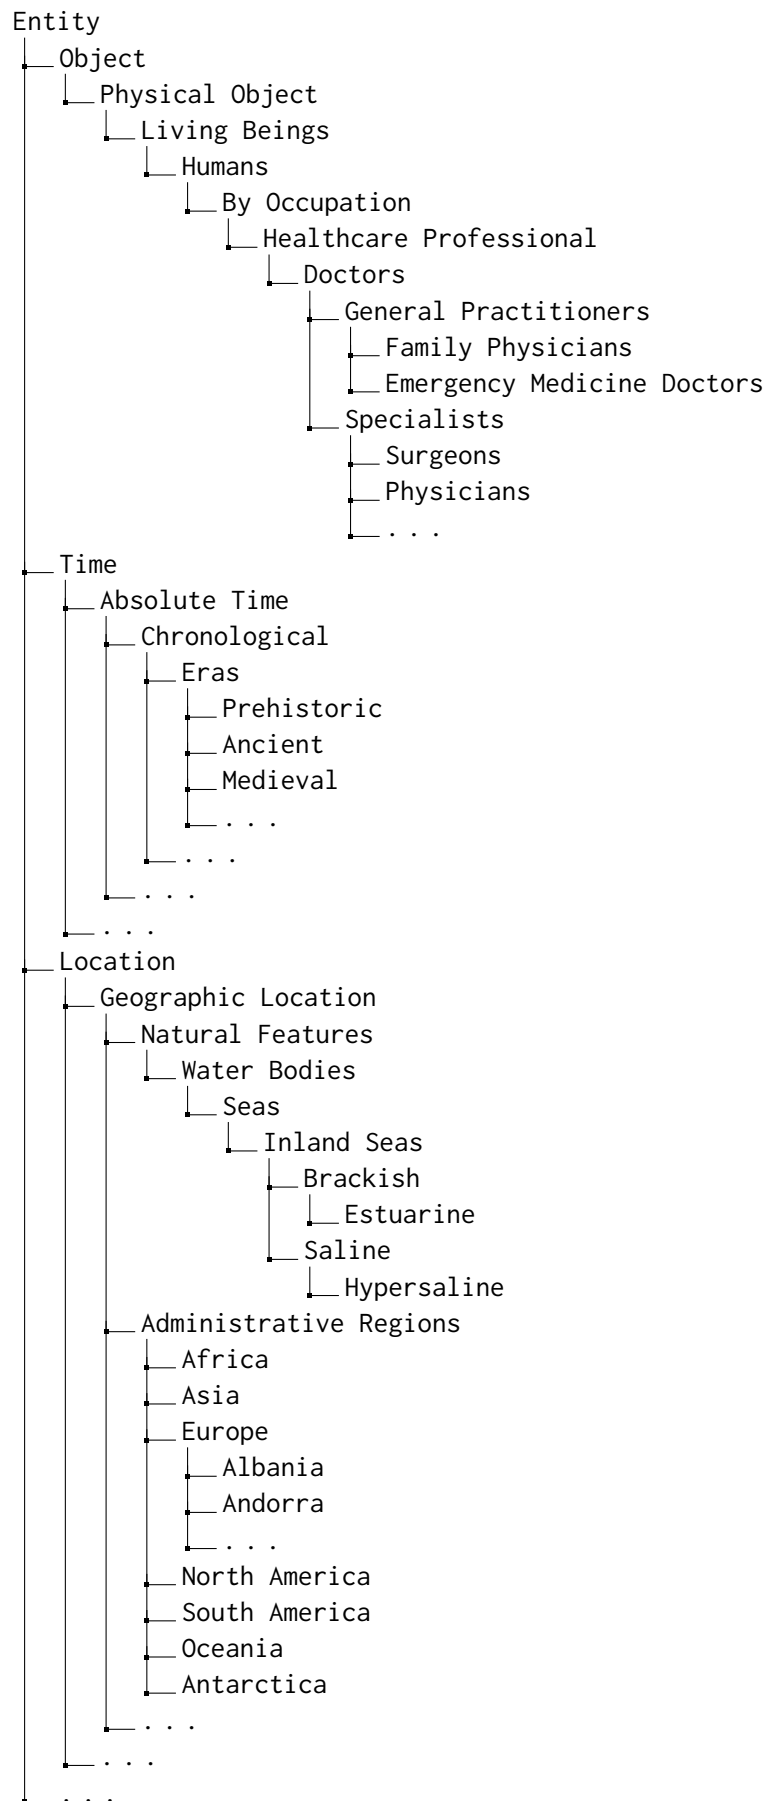 Entity
Object
Physical Object
Living Beings
Humans
By Occupation
Healthcare Professional
Doctors
General Practitioners
Family Physicians
Emergency Medicine Doctors
Specialists
Surgeons
Physicians
...
Time
Absolute Time
Chronological
Eras
Prehistoric
Ancient
Medieval
...
...
...
...
Location
Geographic Location
Natural Features
Water Bodies
Seas
Inland Seas
Brackish
Estuarine
Saline
Hypersaline
Administrative Regions
Africa
Asia
Europe
Albania
Andorra
...
North America
South America
Oceania
Antarctica
...
...
...